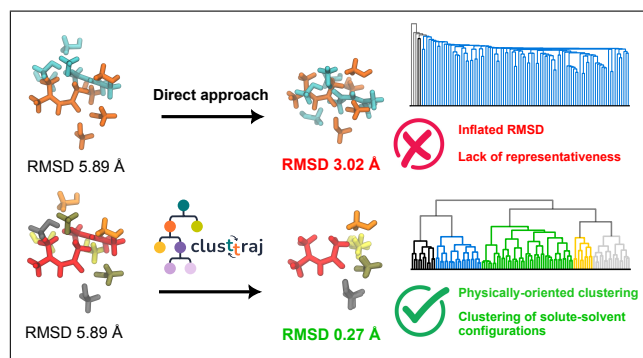 Direct approach
RMSD 5.89 Å
RMSD 3.02 Å
Inflated RMSD
Lack of representativeness
clusttraj
RMSD 5.89 Å
RMSD 0.27 Å
Physically-oriented clustering
Clustering of solute-solvent
configurations